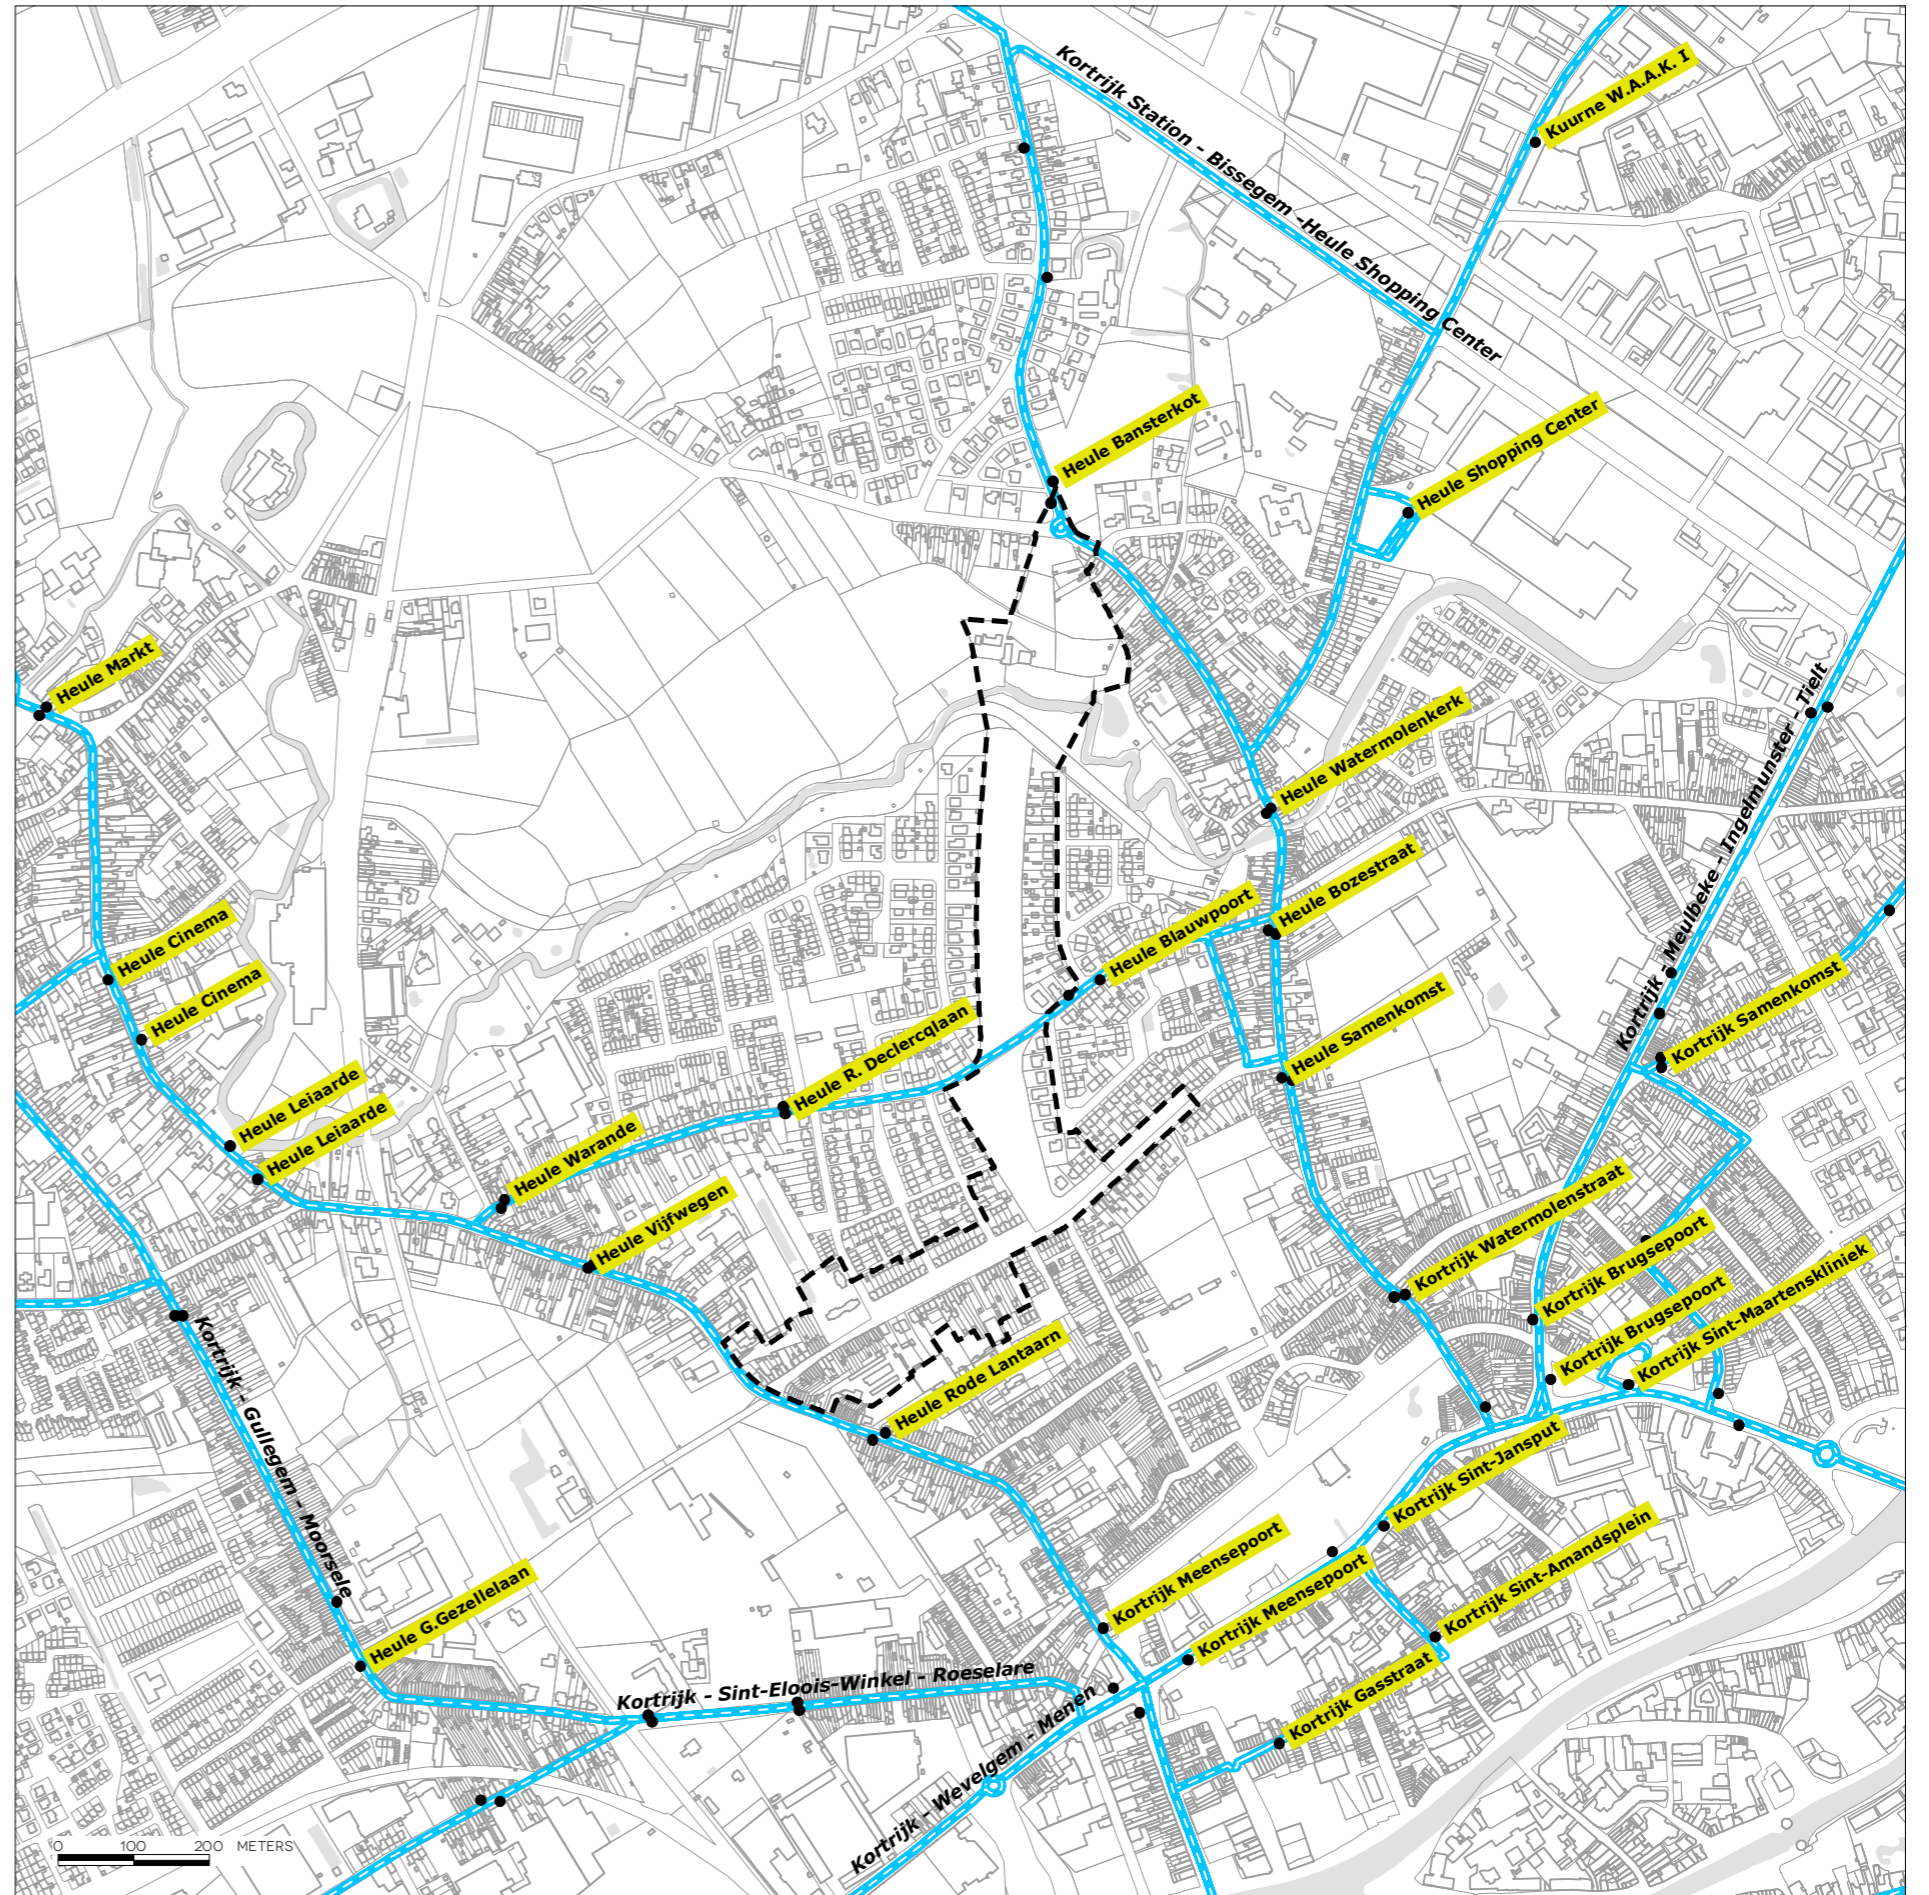 Kortrijk Station - Bissegem -Heule Shopping Center
Kuurne W.A.A.K. I
Heule Bansterkot
Heule Shopping Center
Heule Markt
Heule Watermolenkerk
Kortrijk - Meulbeke - Ingelmunster - Tielt
Heule Bozestraat
Heule Blauwpoort
Heule Cinema
Heule Cinema
Heule Samenkomst
Kortrijk Samenkomst
Heule R. Declercqlaan
Heule Leiaarde
Heule Leiaarde
Heule Warande
Heule Vijfwegen
Kortrijk Watermolenstraat
Kortrijk Brugsepoort
Kortrijk Brugsepoort
Kortrijk Sint-Maartenskliniek
Heule Rode Lantaarn
Kortrijk - Gullegem - Moorsele
Kortrijk Sint-Jansput
Kortrijk Meensepoort
Kortrijk Meensepoort
Kortrijk Sint-Amandsplein
Heule G.Gezellelaan
Kortrijk Gasstraat
Kortrijk - Sint-Eloois-Winkel - Roeselare
Kortrijk - Wevelgem - Menen
0 100 200 METERS